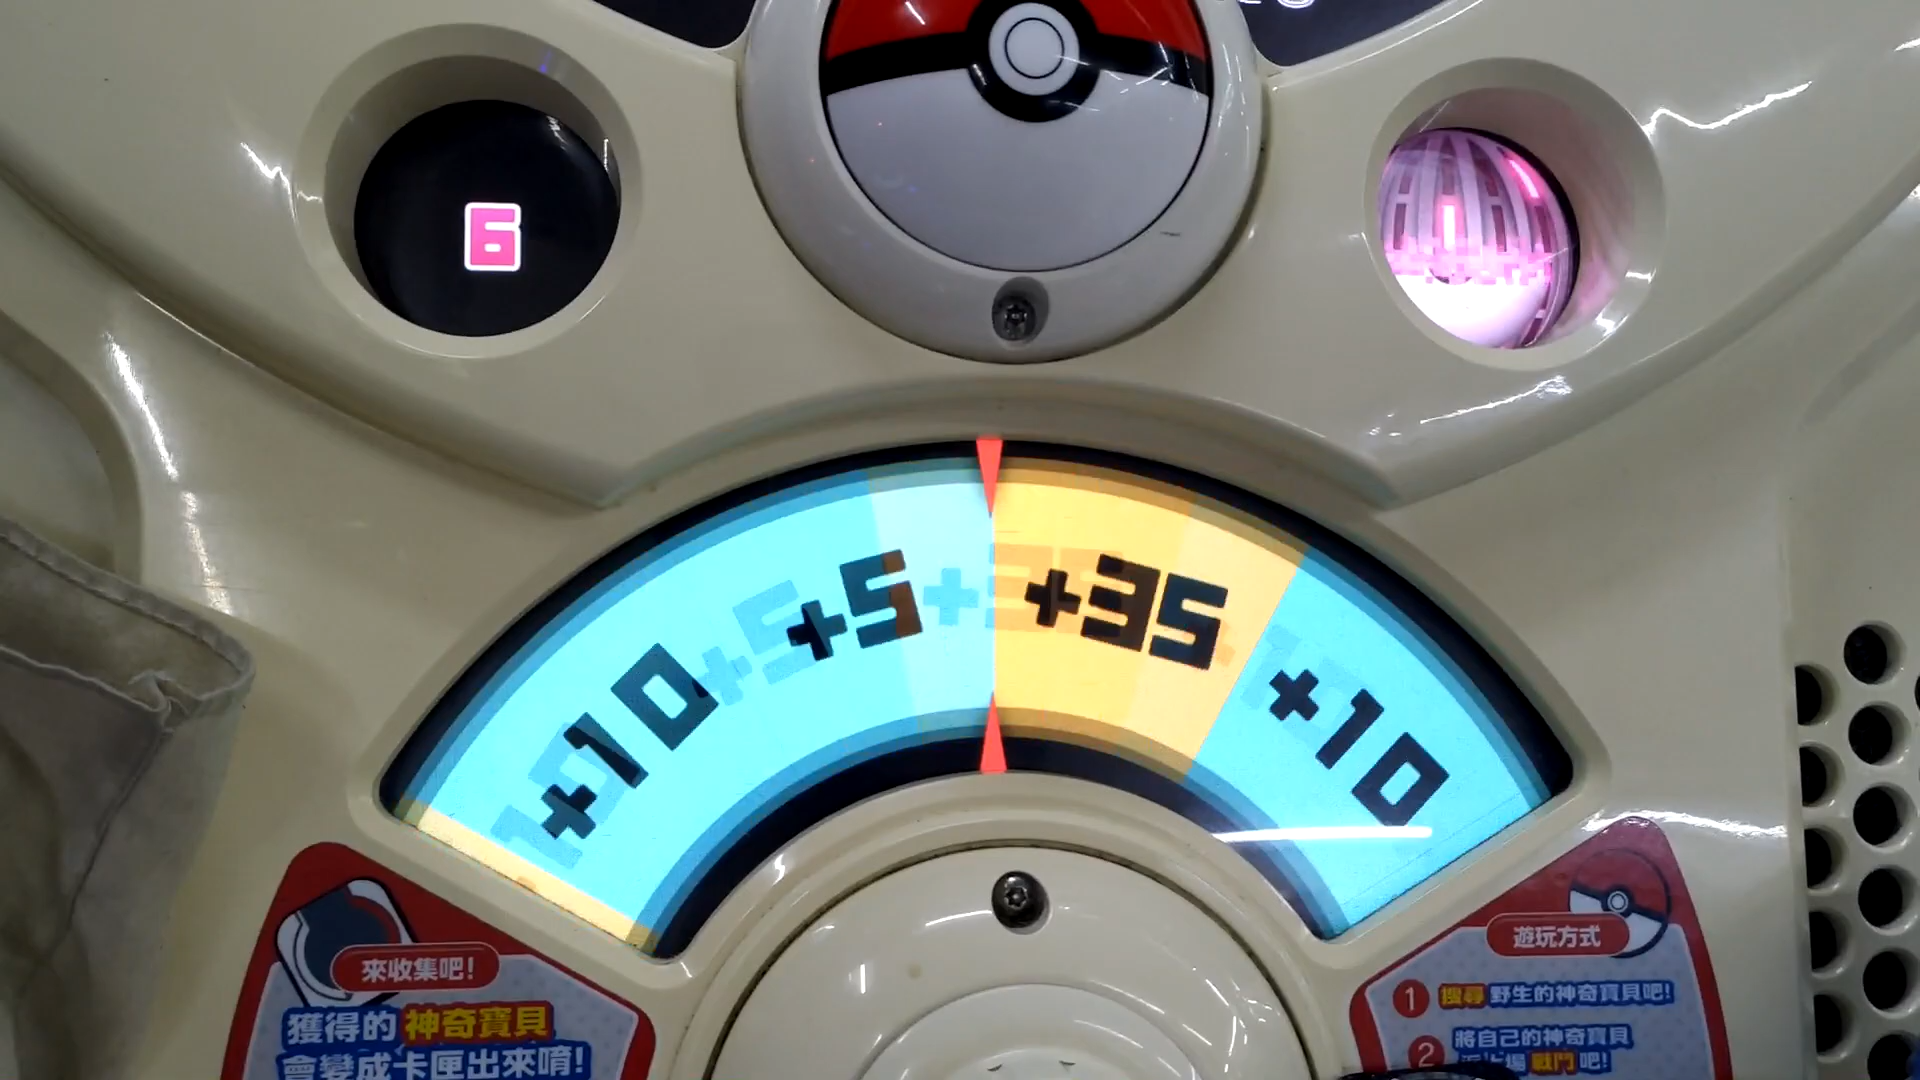 6
+10
+5
+35
+10
來收集吧!
獲得的神奇寶貝
會變成卡匣出來唷!
遊玩方式
1 搜尋野生的神奇寶貝吧!
2 將自己的神奇寶貝
場戰鬥吧!